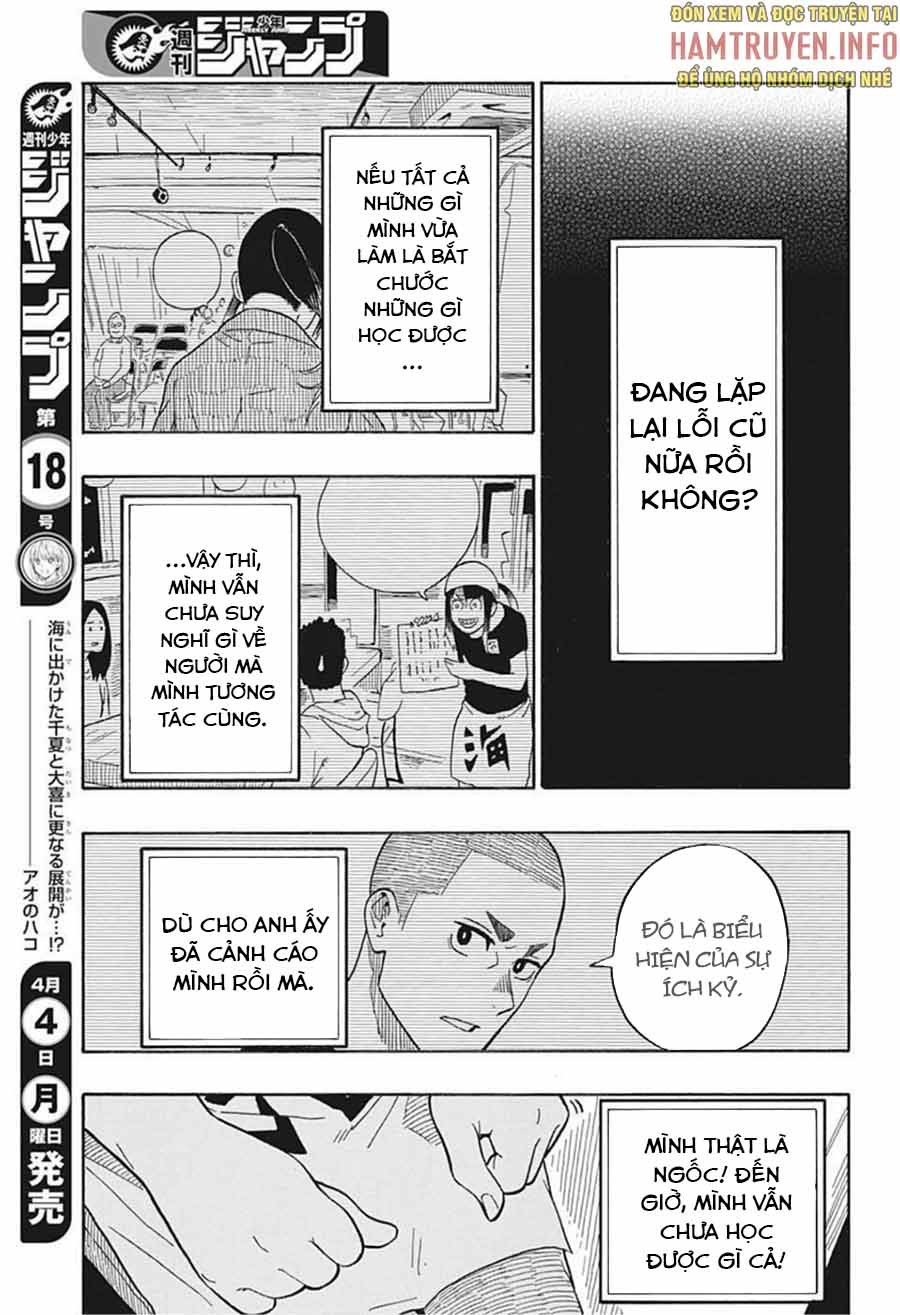 ĐÓN XEM VÀ ĐỌC TRUYỆN TẠI
HAMTRUYEN.INFO
ĐỂ ỦNG HỘ NHÓM DỊCH NHÉ
週刊
少年
WEEKLY JUMP
ジャンプ
ĐANG LẶP
LẠI LỖI CŨ
NỮA RỒI
KHÔNG?
NẾU TẤT CẢ
NHỮNG GÌ
MÌNH VỪA
LÀM LÀ BẮT
CHƯỚC
NHỮNG GÌ
HỌC ĐƯỢC
...
...VẬY THÌ,
MÌNH VẪN
CHƯA SUY
NGHĨ GÌ VỀ
NGƯỜI MÀ
MÌNH TƯƠNG
TÁC CÙNG.
海
ĐÓ LÀ BIỂU
HIỆN CỦA SỰ
ÍCH KỶ.
DÙ CHO ANH ẤY
ĐÃ CẢNH CÁO
MÌNH RỒI MÀ.
MÌNH THẬT LÀ
NGỐC! ĐẾN
GIỜ, MÌNH VẪN
CHƯA HỌC
ĐƯỢC GÌ CẢ!
週刊少年
ジャンプ
第
18
号
海に出かけた千夏と大喜に更なる展開が…!?
アオのハコ
4月
4
日
月
曜日
発売